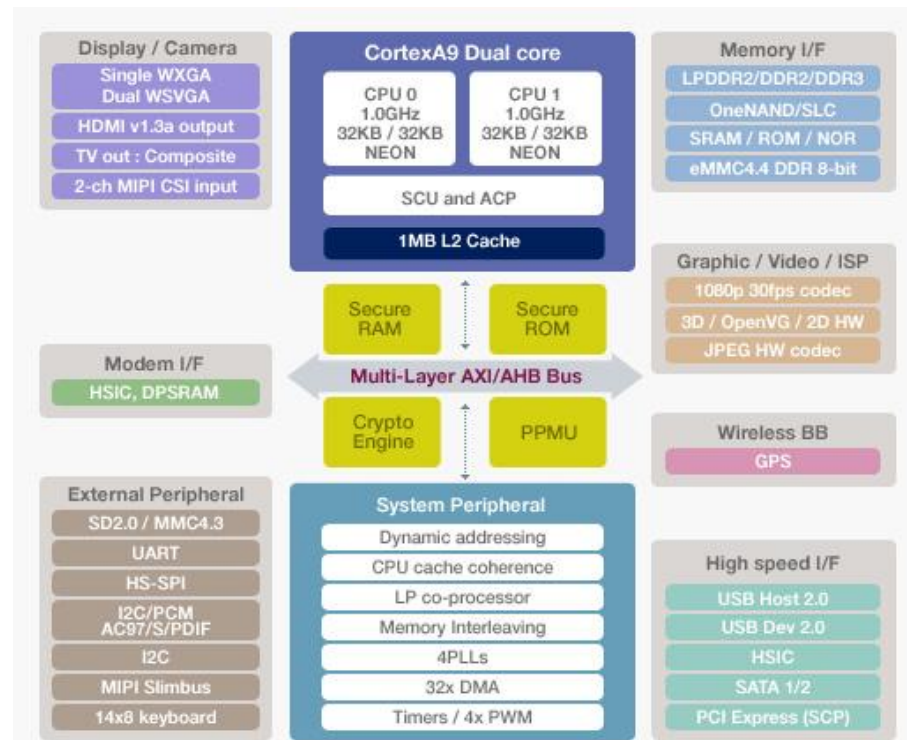 Display / Camera
Single WXGA
Dual WSVGA
HDMI v1.3a output
TV out : Composite
2-ch MIPI CSI input
CortexA9 Dual core
CPU 0
1.0GHz
32KB / 32KB
NEON
CPU 1
1.0GHz
32KB / 32KB
NEON
SCU and ACP
1MB L2 Cache
Memory I/F
LPDDR2/DDR2/DDR3
OneNAND/SLC
SRAM / ROM / NOR
eMMC4.4 DDR 8-bit
Graphic / Video / ISP
1080p 30fps codec
3D / OpenVG / 2D HW
JPEG HW codec
Secure
RAM
Secure
ROM
Modem I/F
HSIC, DPSRAM
Multi-Layer AXI/AHB Bus
Crypto
Engine
PPMU
Wireless BB
GPS
External Peripheral
SD2.0 / MMC4.3
UART
HS-SPI
I2C/PCM
AC97/S/PDIF
I2C
MIPI Slimbus
14x8 keyboard
System Peripheral
Dynamic addressing
CPU cache coherence
LP co-processor
Memory Interleaving
4PLLs
32x DMA
Timers / 4x PWM
High speed I/F
USB Host 2.0
USB Dev 2.0
HSIC
SATA 1/2
PCI Express (SCP)